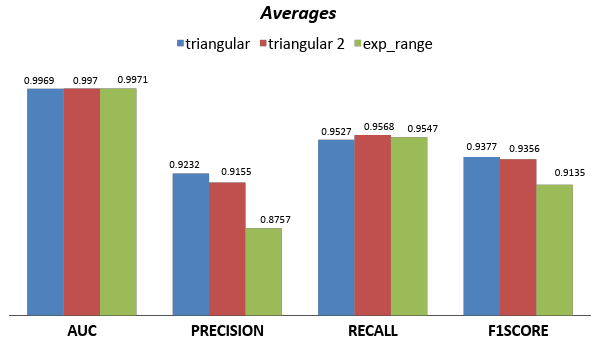 Averages
triangular triangular 2 exp_range
0.9969 0.997 0.9971
0.9232 0.9155 0.8757
0.9527 0.9568 0.9547
0.9377 0.9356 0.9135
AUC PRECISION RECALL F1SCORE